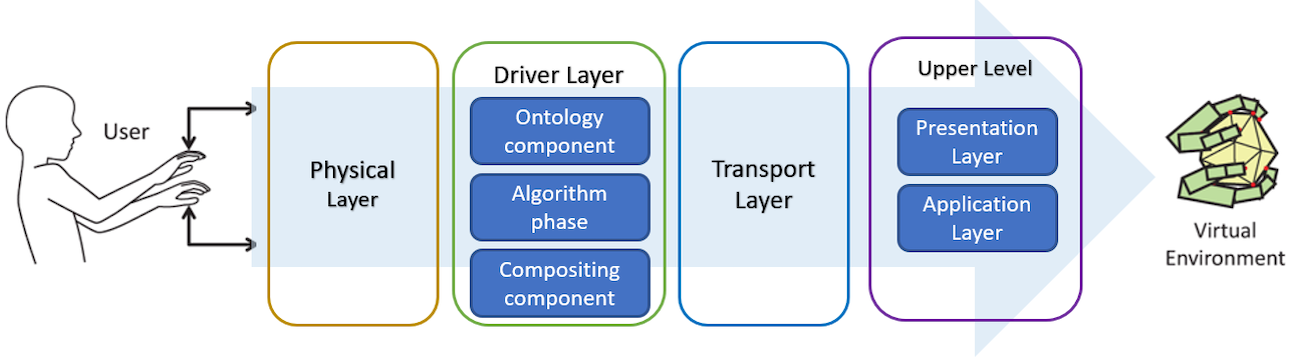 User
Physical
Layer
Driver Layer
Ontology
component
Algorithm
phase
Compositing
component
Transport
Layer
Upper Level
Presentation
Layer
Application
Layer
Virtual
Environment